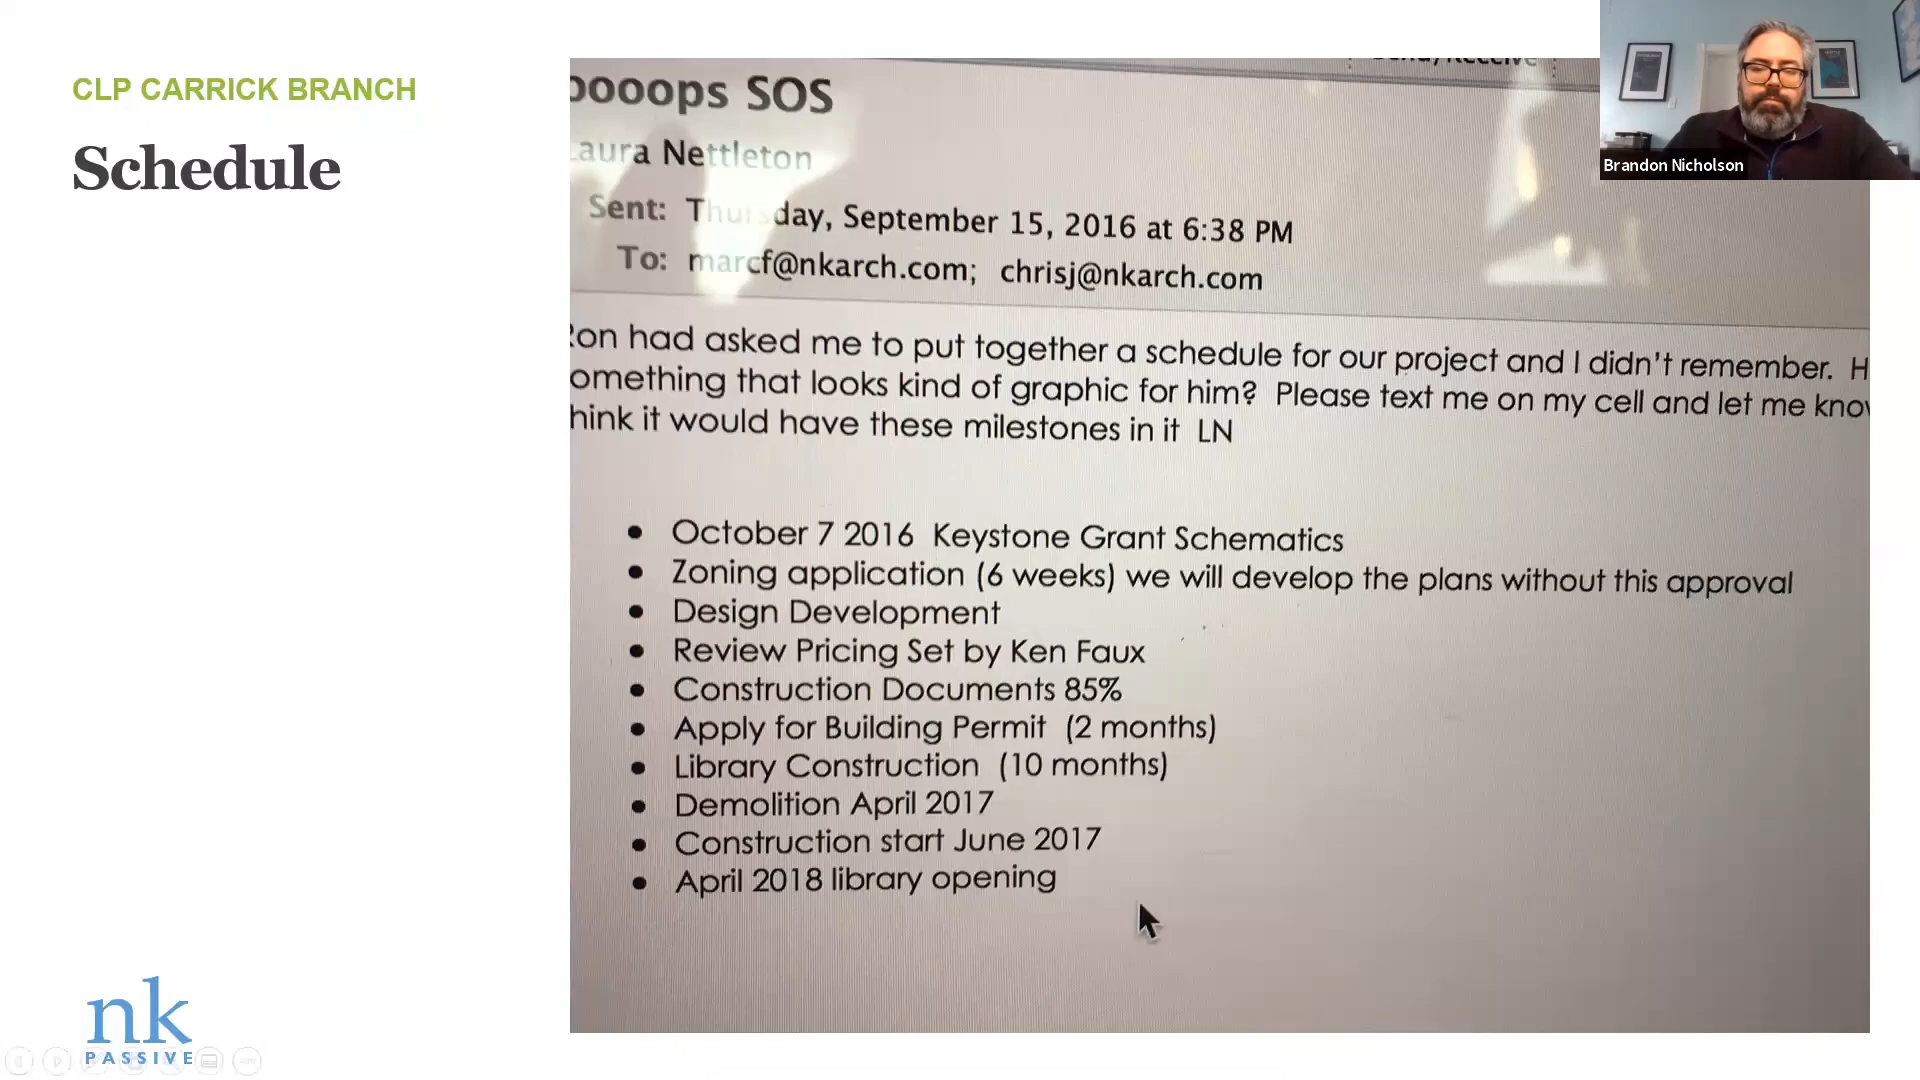 CLP CARRICK BRANCH
Schedule
Brandon Nicholson
ooops SOS
aura Nettleton
Sent: Thursday, September 15, 2016 at 6:38 PM
To: marcf@nkarch.com; chrisj@nkarch.com
on had asked me to put together a schedule for our project and I didn't remember. H
omething that looks kind of graphic for him? Please text me on my cell and let me kno
hink it would have these milestones in it LN
• October 7 2016 Keystone Grant Schematics
• Zoning application (6 weeks) we will develop the plans without this approval
• Design Development
• Review Pricing Set by Ken Faux
• Construction Documents 85%
• Apply for Building Permit (2 months)
• Library Construction (10 months)
• Demolition April 2017
• Construction start June 2017
• April 2018 library opening
nk
PASSIVE